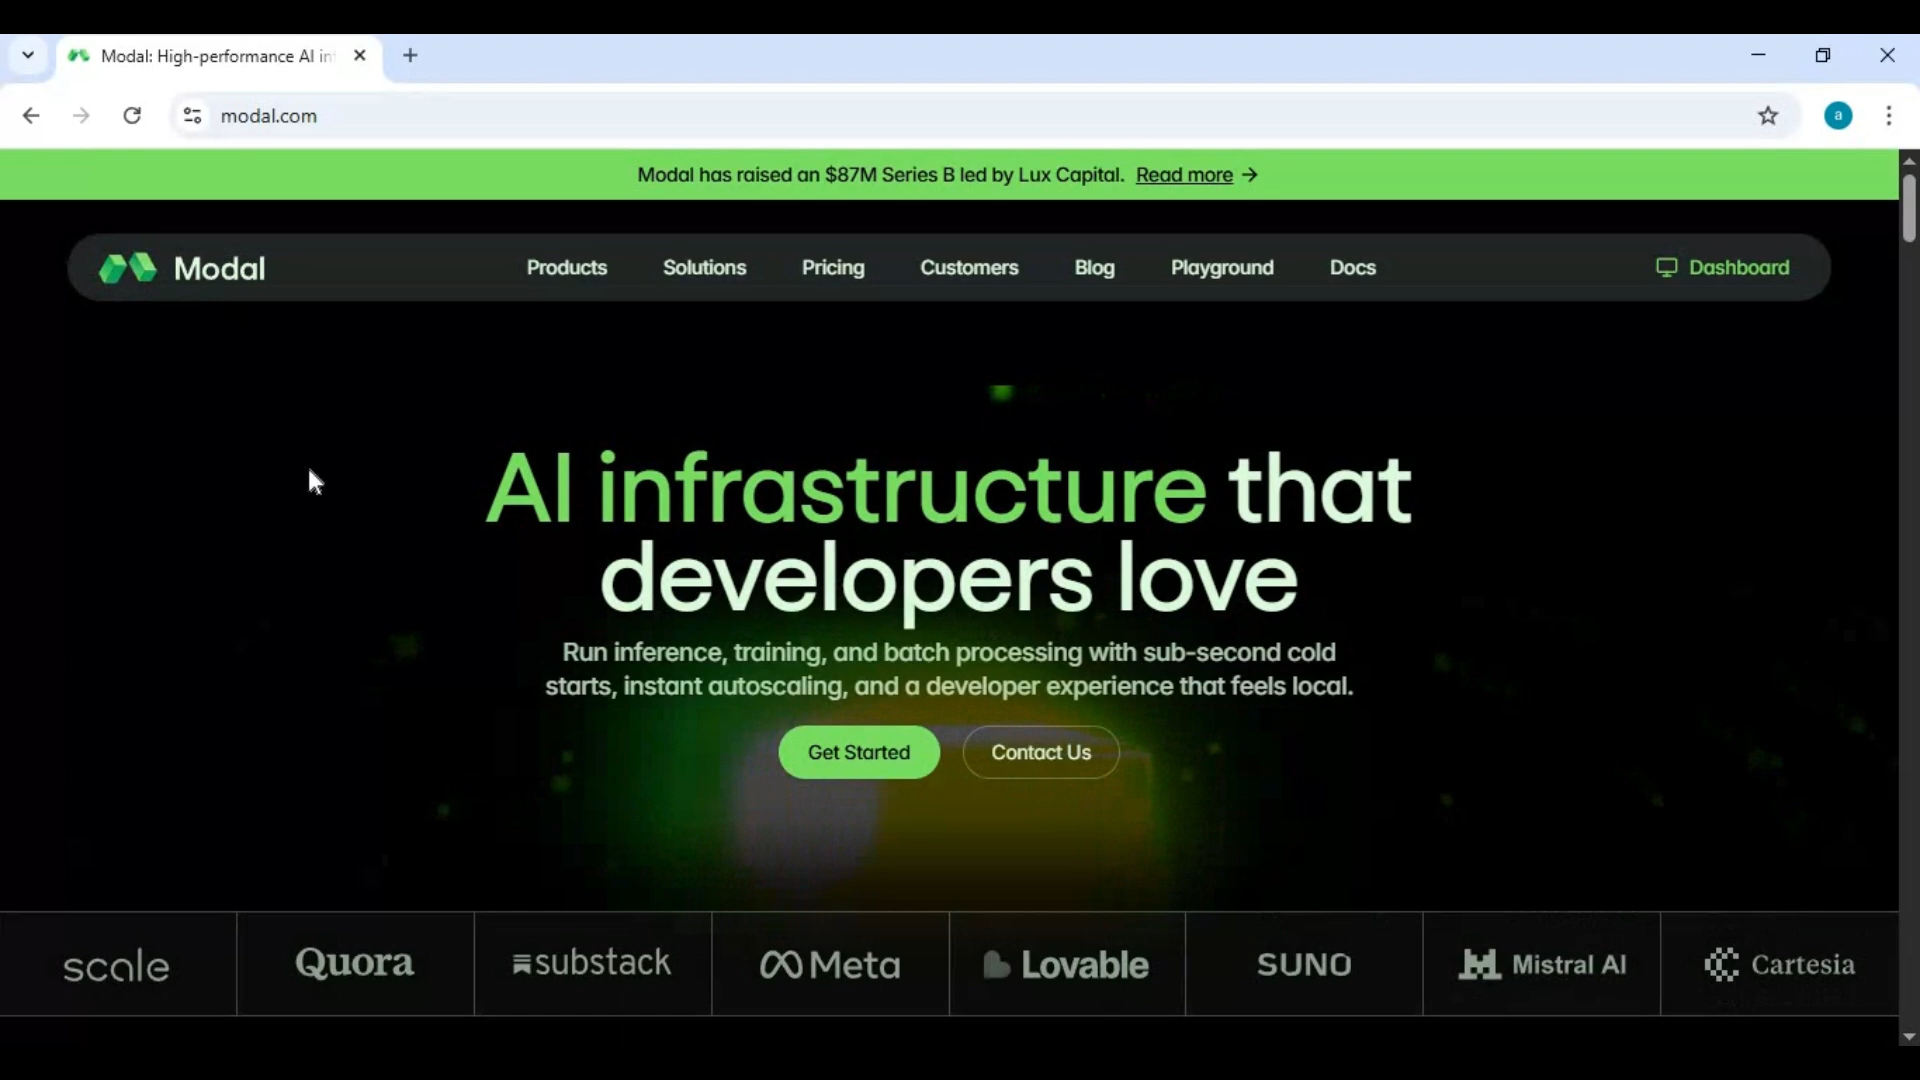 Modal: High-performance AI in
modal.com
a
Modal has raised an $87M Series B led by Lux Capital. Read more →
Modal
Products
Solutions
Pricing
Customers
Blog
Playground
Docs
Dashboard
AI infrastructure that
developers love
Run inference, training, and batch processing with sub-second cold
starts, instant autoscaling, and a developer experience that feels local.
Get Started
Contact Us
scale
Quora
substack
Meta
Lovable
SUNO
Mistral AI
Cartesia